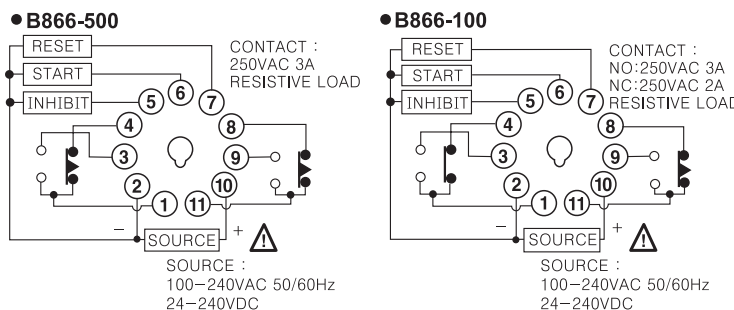 ● B866-500
RESET
START
INHIBIT
CONTACT :
250VAC 3A
RESISTIVE LOAD
5 6 7
4 8
3 9
2 10
1 11
− SOURCE +
SOURCE :
100−240VAC 50/60Hz
24−240VDC
● B866-100
RESET
START
INHIBIT
CONTACT :
NO:250VAC 3A
NC:250VAC 2A
RESISTIVE LOAD
5 6 7
4 8
3 9
2 10
1 11
− SOURCE +
SOURCE :
100−240VAC 50/60Hz
24−240VDC